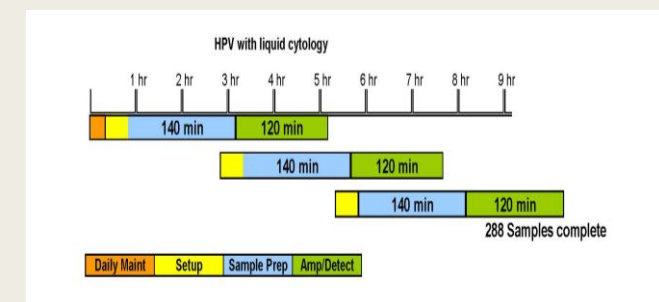 HPV with liquid cytology
1 hr 2 hr 3 hr 4 hr 5 hr 6 hr 7 hr 8 hr 9 hr
140 min 120 min
140 min 120 min
140 min 120 min
288 Samples complete
Daily Maint Setup Sample Prep Amp/Detect